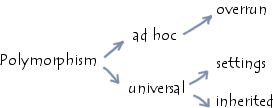 overrun
ad hoc
Polymorphism
settings
universal
inherited